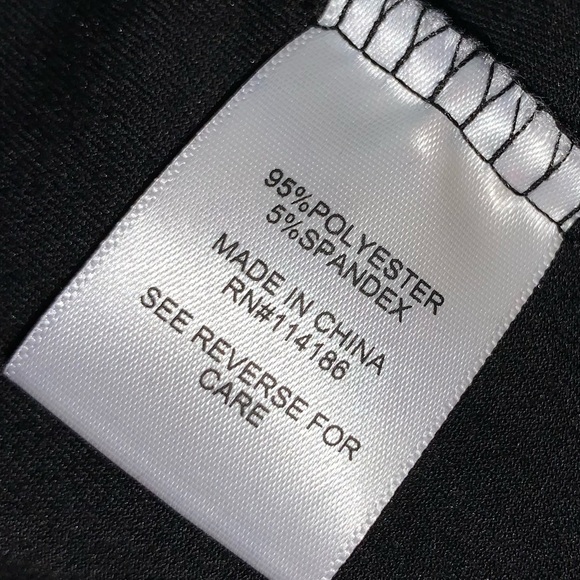 95%POLYESTER
5%SPANDEX
MADE IN CHINA
RN#114186
SEE REVERSE FOR
CARE